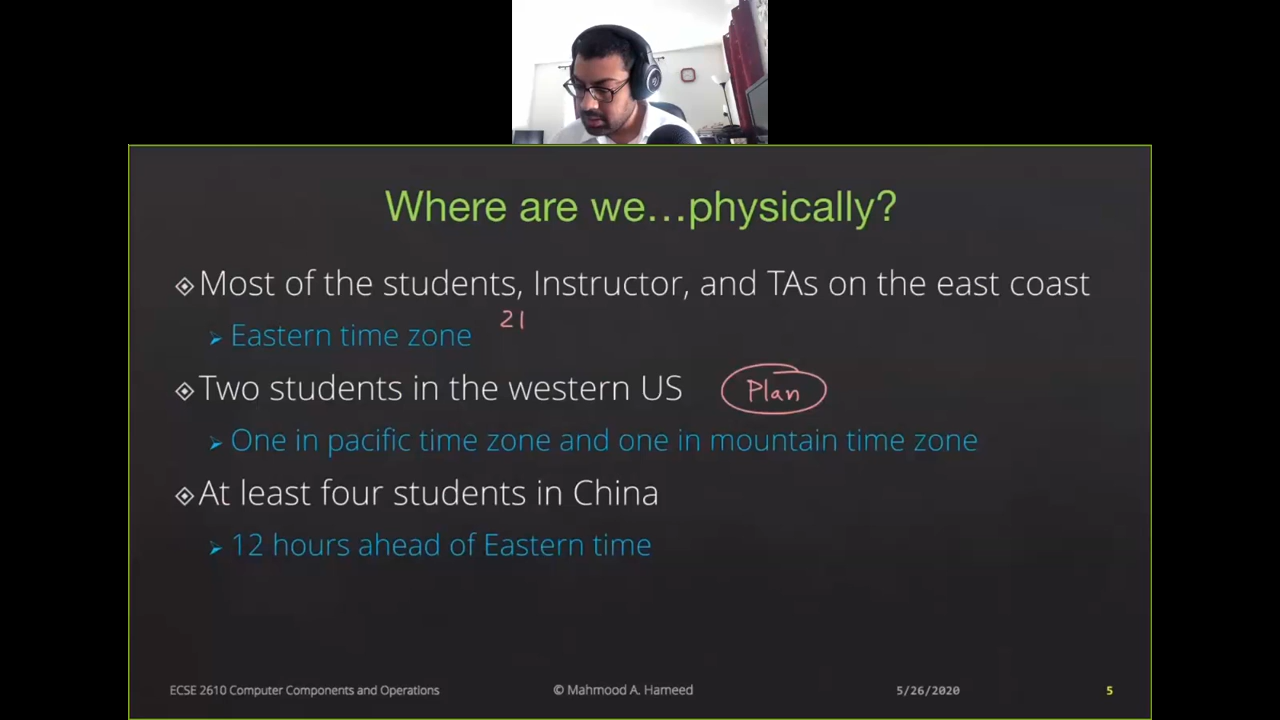 Where are we...physically?
Most of the students, Instructor, and TAs on the east coast
Eastern time zone 21
Two students in the western US Plan
One in pacific time zone and one in mountain time zone
At least four students in China
12 hours ahead of Eastern time
ECSE 2610 Computer Components and Operations © Mahmood A. Hameed 5/26/2020 5